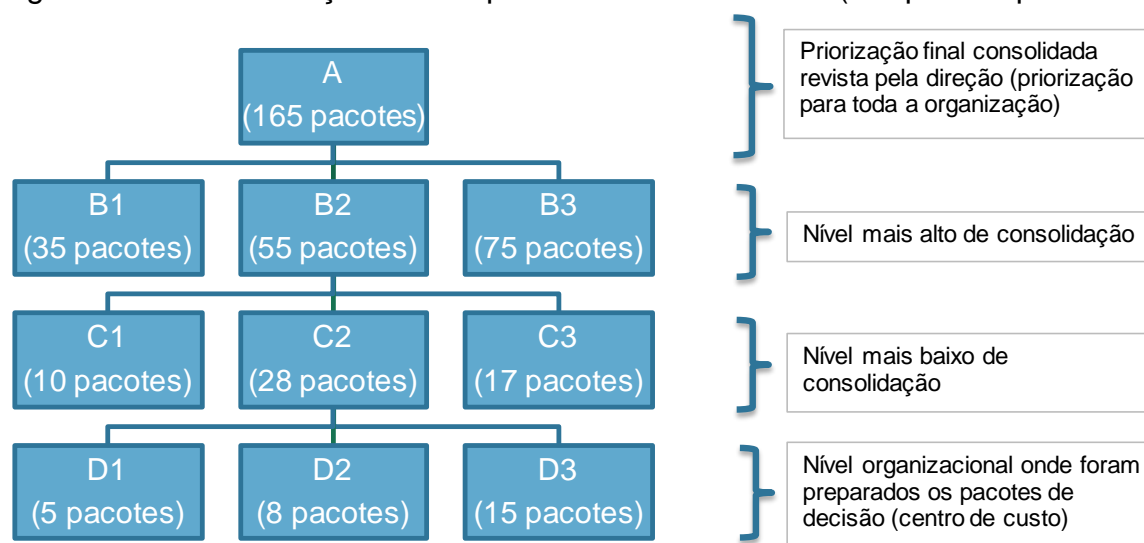 A
(165 pacotes)
Priorização final consolidada
revista pela direção (priorização
para toda a organização)
B1
(35 pacotes)
B2
(55 pacotes)
B3
(75 pacotes)
Nível mais alto de consolidação
C1
(10 pacotes)
C2
(28 pacotes)
C3
(17 pacotes)
Nível mais baixo de
consolidação
D1
(5 pacotes)
D2
(8 pacotes)
D3
(15 pacotes)
Nível organizacional onde foram
preparados os pacotes de
decisão (centro de custo)